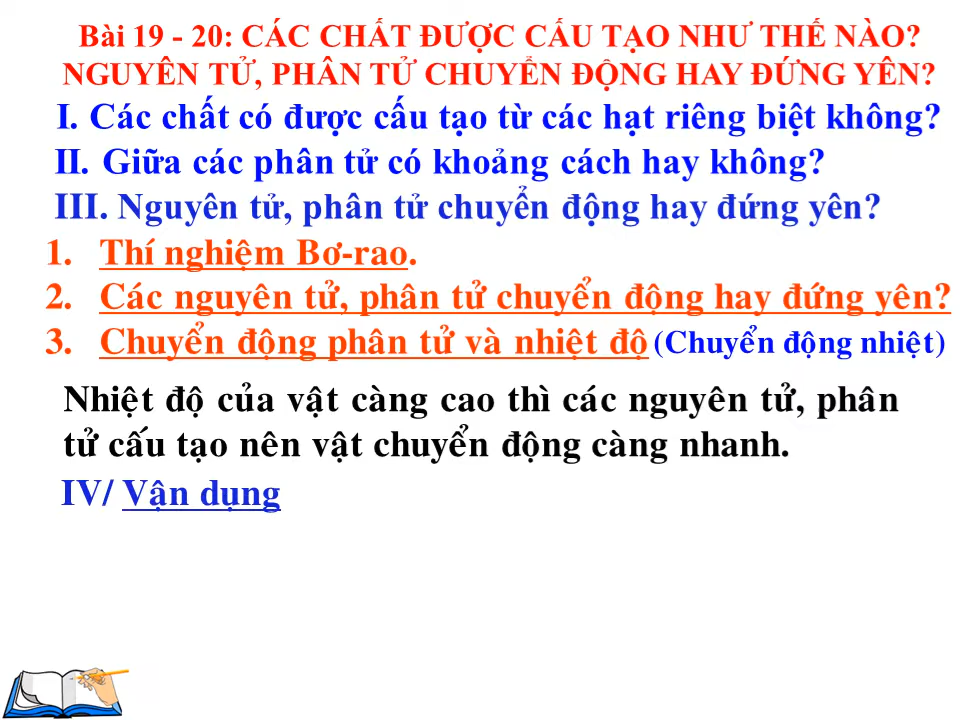 Bài 19 - 20: CÁC CHẤT ĐƯỢC CẤU TẠO NHƯ THẾ NÀO?
NGUYÊN TỬ, PHÂN TỬ CHUYỂN ĐỘNG HAY ĐỨNG YÊN?
I. Các chất có được cấu tạo từ các hạt riêng biệt không?
II. Giữa các phân tử có khoảng cách hay không?
III. Nguyên tử, phân tử chuyển động hay đứng yên?
1. Thí nghiệm Bơ-rao.
2. Các nguyên tử, phân tử chuyển động hay đứng yên?
3. Chuyển động phân tử và nhiệt độ (Chuyển động nhiệt)
Nhiệt độ của vật càng cao thì các nguyên tử, phân
tử cấu tạo nên vật chuyển động càng nhanh.
IV/ Vận dụng